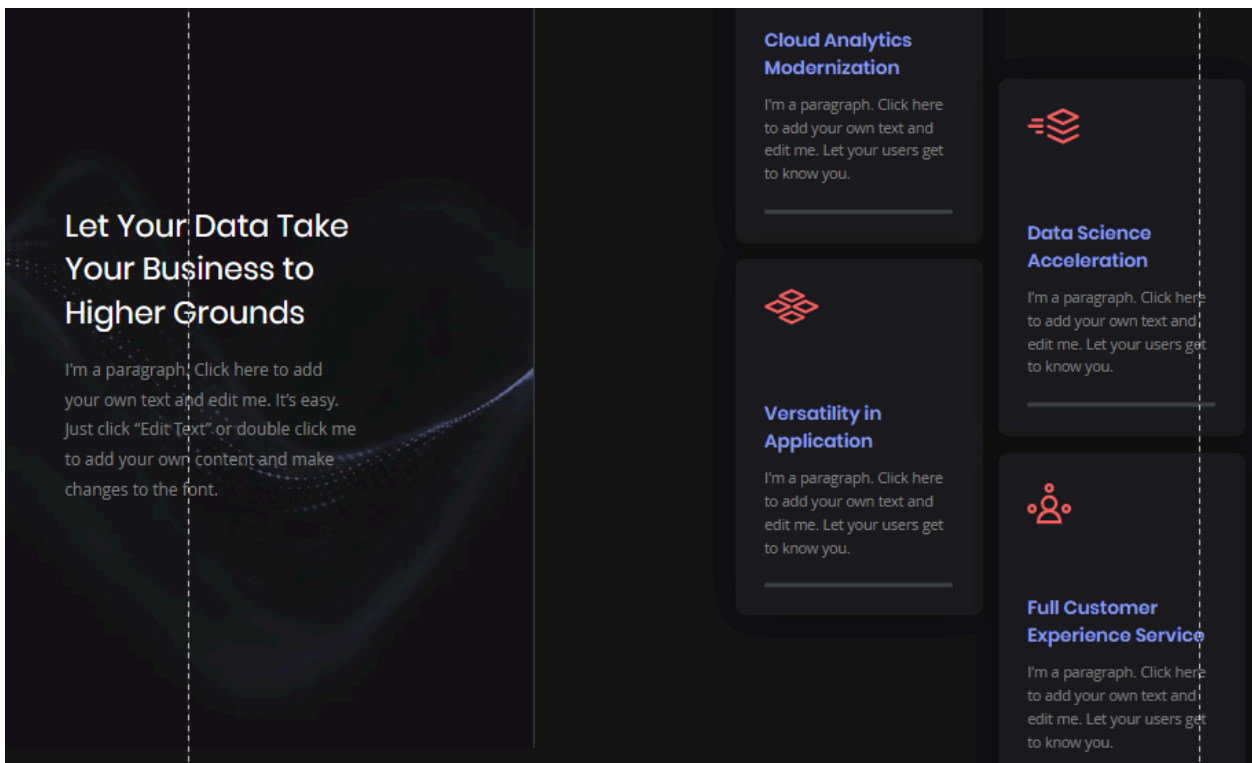 Let Your Data Take
Your Business to
Higher Grounds
I'm a paragraph. Click here to add
your own text and edit me. It's easy.
Just click “Edit Text” or double click me
to add your own content and make
changes to the font.
Cloud Analytics
Modernization
I'm a paragraph. Click here
to add your own text and
edit me. Let your users get
to know you.
Versatility in
Application
I'm a paragraph. Click here
to add your own text and
edit me. Let your users get
to know you.
Data Science
Acceleration
I'm a paragraph. Click here
to add your own text and
edit me. Let your users get
to know you.
Full Customer
Experience Service
I'm a paragraph. Click here
to add your own text and
edit me. Let your users get
to know you.